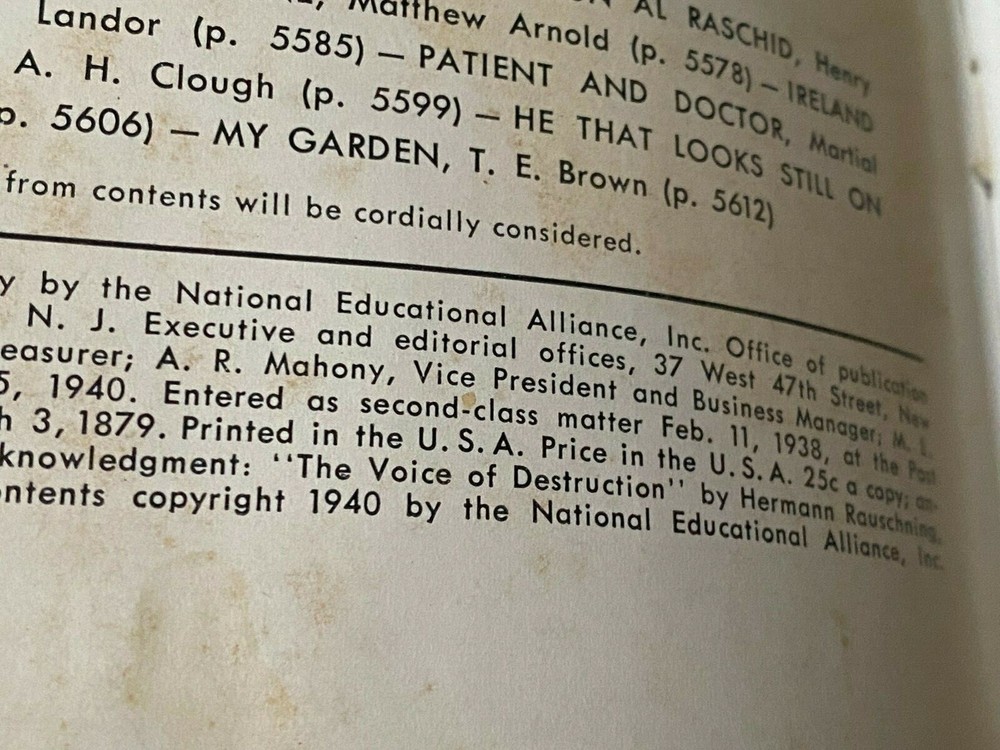 AL RASCHID, Henry
Matthew Arnold (p. 5578) — IRELAND
Landor (p. 5585) — PATIENT AND DOCTOR, Martial
A. H. Clough (p. 5599) — HE THAT LOOKS STILL ON
p. 5606) — MY GARDEN, T. E. Brown (p. 5612)
from contents will be cordially considered.
y by the National Educational Alliance, Inc. Office of publication
N. J. Executive and editorial offices, 37 West 47th Street, New
easurer; A. R. Mahony, Vice President and Business Manager; M. L.
5, 1940. Entered as second-class matter Feb. 11, 1938, at the Post
h 3, 1879. Printed in the U. S. A. Price in the U. S. A. 25c a copy; an-
knowledgment: "The Voice of Destruction" by Hermann Rauschning.
ontents copyright 1940 by the National Educational Alliance, Inc.